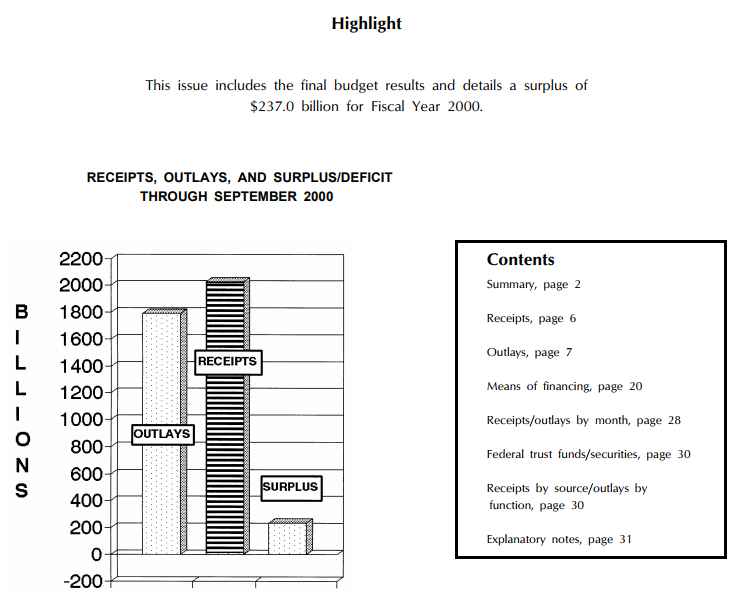 Highlight
This issue includes the final budget results and details a surplus of
$237.0 billion for Fiscal Year 2000.
RECEIPTS, OUTLAYS, AND SURPLUS/DEFICIT
THROUGH SEPTEMBER 2000
BILLIONS
2200
2000
1800
1600
1400
1200
1000
800
600
400
200
0
-200
OUTLAYS
RECEIPTS
SURPLUS
Contents
Summary, page 2
Receipts, page 6
Outlays, page 7
Means of financing, page 20
Receipts/outlays by month, page 28
Federal trust funds/securities, page 30
Receipts by source/outlays by
function, page 30
Explanatory notes, page 31